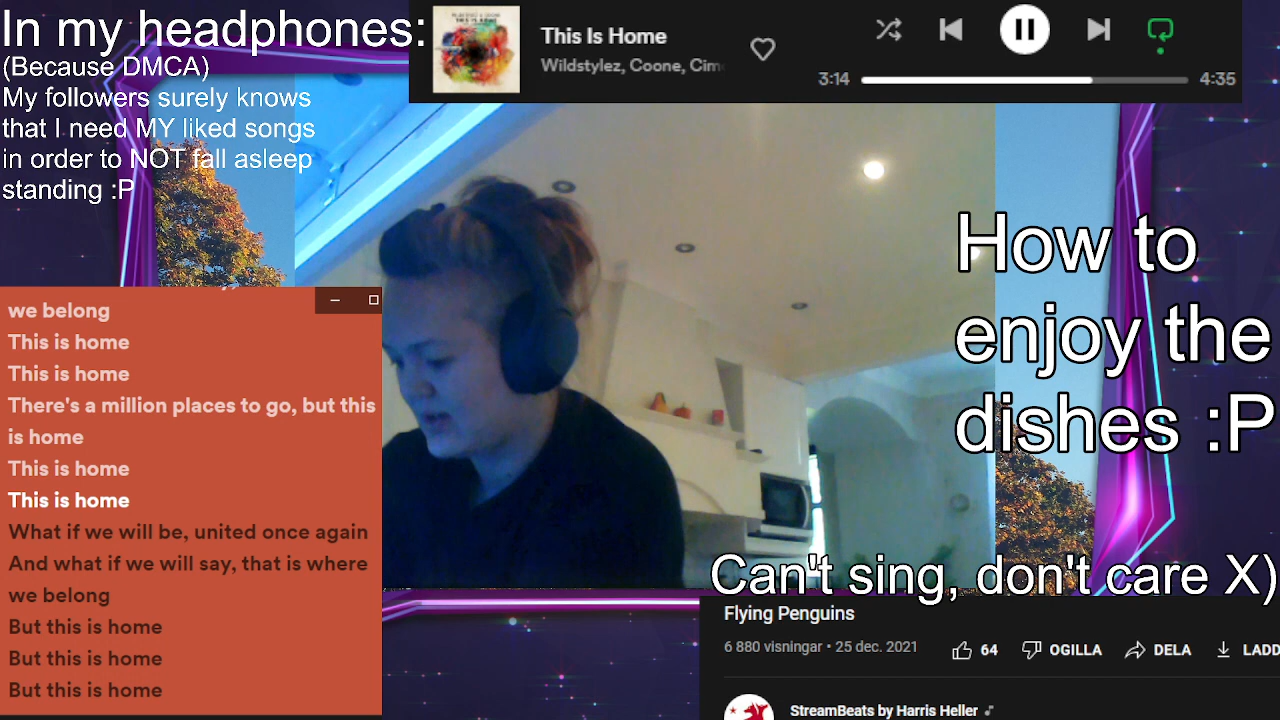 In my headphones:
(Because DMCA)
My followers surely knows
that I need MY liked songs
in order to NOT fall asleep
standing :P
This Is Home
Wildstylez, Coone, Cim
3:14
4:35
How to
enjoy the
dishes :P
we belong
This is home
This is home
There's a million places to go, but this
is home
This is home
This is home
What if we will be, united once again
And what if we will say, that is where
we belong
But this is home
But this is home
But this is home
Can't sing, don't care X)
Flying Penguins
6 880 visningar • 25 dec. 2021
64
OGILLA
DELA
LADD
StreamBeats by Harris Heller